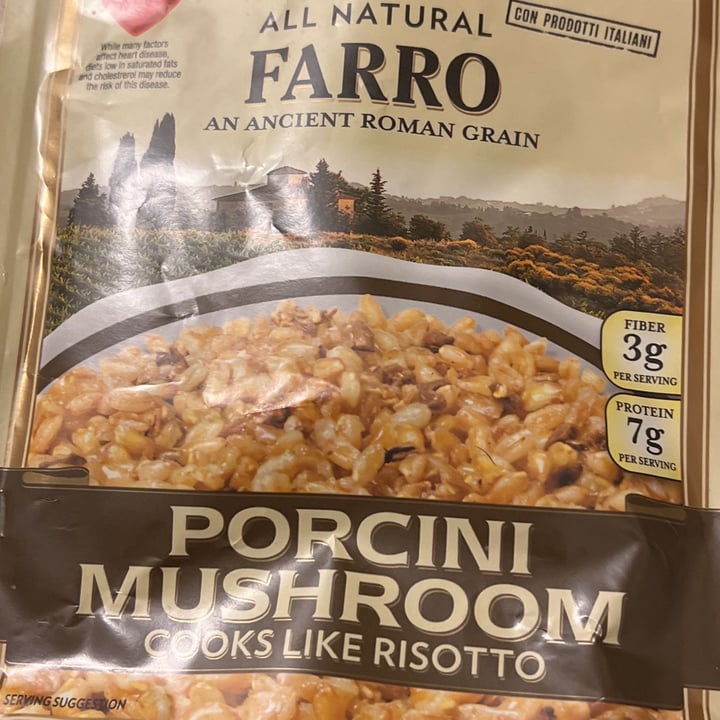 While many factors
affect heart disease,
diets low in saturated fats
and cholestrerol may reduce
the risk of this disease.
ALL NATURAL
CON PRODOTTI ITALIANI
FARRO
AN ANCIENT ROMAN GRAIN
FIBER
3g
PER SERVING
PROTEIN
7g
PER SERVING
PORCINI
MUSHROOM
COOKS LIKE RISOTTO
SERVING SUGGESTION